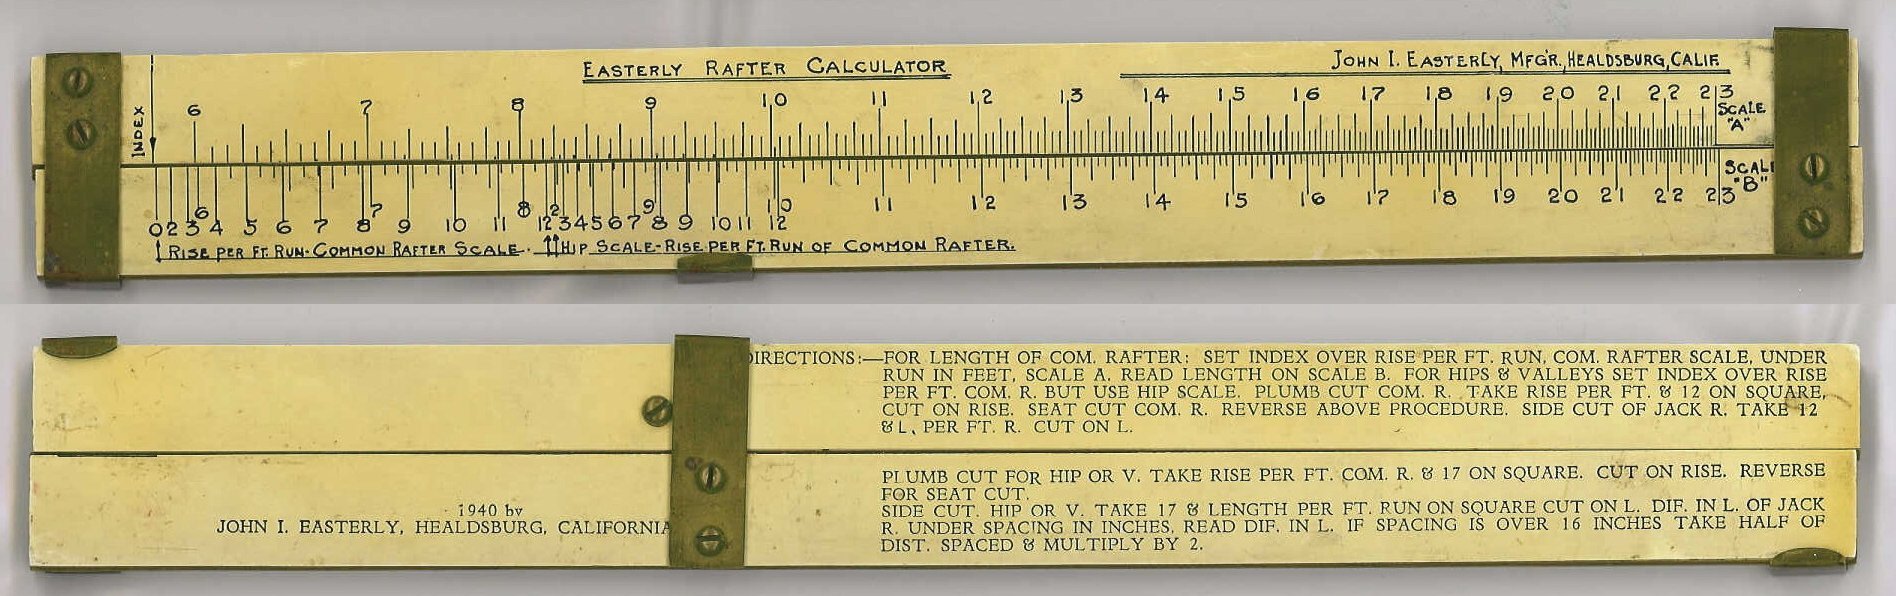 EASTERLY RAFTER CALCULATOR
JOHN I. EASTERLY, MFG'R., HEALDSBURG, CALIF.
INDEX
6 7 8 9 10 11 12 13 14 15 16 17 18 19 20 21 22 23
SCALE
"A"
SCALE
"B"
6 7 8 9 10 11 12 13 14 15 16 17 18 19 20 21 22 23
0 2 3 4 5 6 7 8 9 10 11 12 2 3 4 5 6 7 8 9 10 11 12
RISE PER FT. RUN-COMMON RAFTER SCALE. HIP SCALE-RISE PER FT. RUN OF COMMON RAFTER.
DIRECTIONS:—FOR LENGTH OF COM. RAFTER: SET INDEX OVER RISE PER FT. RUN, COM. RAFTER SCALE, UNDER
RUN IN FEET, SCALE A. READ LENGTH ON SCALE B. FOR HIPS & VALLEYS SET INDEX OVER RISE
PER FT. COM. R. BUT USE HIP SCALE. PLUMB CUT COM. R. TAKE RISE PER FT. & 12 ON SQUARE,
CUT ON RISE. SEAT CUT COM. R. REVERSE ABOVE PROCEDURE. SIDE CUT OF JACK R. TAKE 12
& L, PER FT. R. CUT ON L.
PLUMB CUT FOR HIP OR V. TAKE RISE PER FT. COM. R. & 17 ON SQUARE. CUT ON RISE. REVERSE
FOR SEAT CUT.
SIDE CUT. HIP OR V. TAKE 17 & LENGTH PER FT. RUN ON SQUARE CUT ON L. DIF. IN L. OF JACK
R. UNDER SPACING IN INCHES, READ DIF. IN L. IF SPACING IS OVER 16 INCHES TAKE HALF OF
DIST. SPACED & MULTIPLY BY 2.
1940 by
JOHN I. EASTERLY, HEALDSBURG, CALIFORNIA